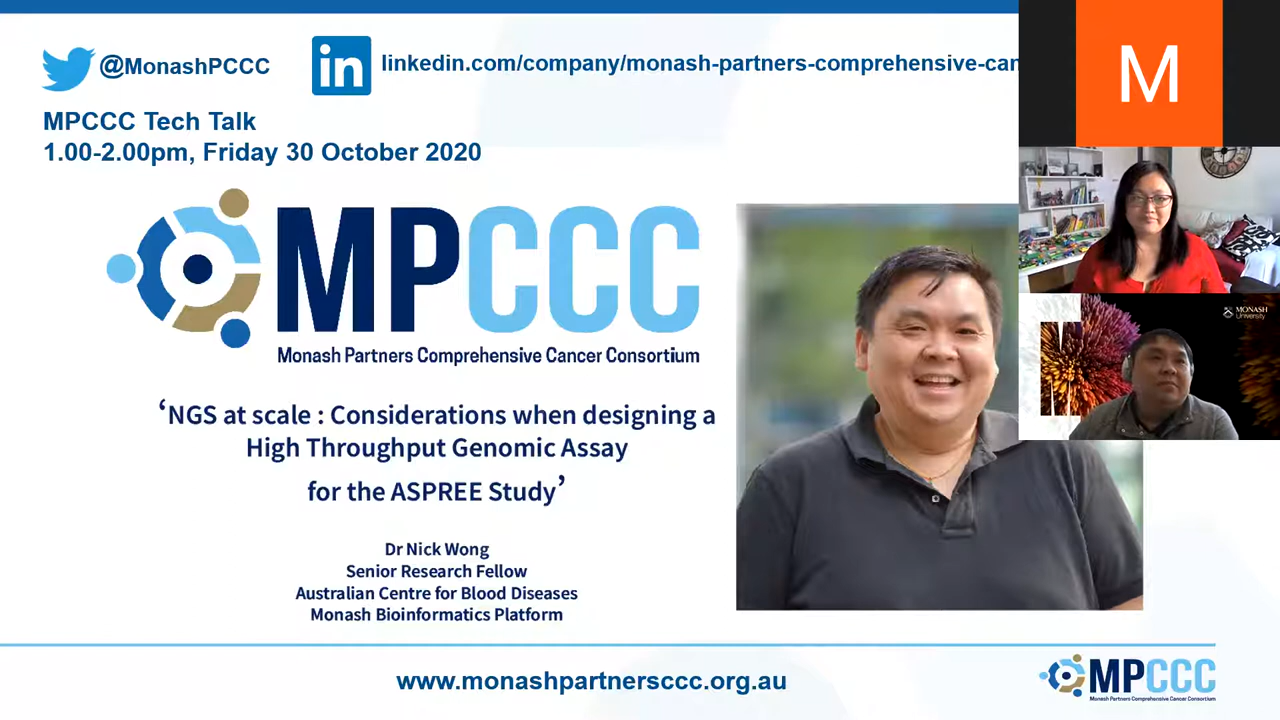 @MonashPCCC
in
linkedin.com/company/monash-partners-comprehensive-can
M
MPCCC Tech Talk
1.00-2.00pm, Friday 30 October 2020
MPCCC
Monash Partners Comprehensive Cancer Consortium
MONASH
University
M
‘NGS at scale : Considerations when designing a
High Throughput Genomic Assay
for the ASPREE Study’
Dr Nick Wong
Senior Research Fellow
Australian Centre for Blood Diseases
Monash Bioinformatics Platform
www.monashpartnersccc.org.au
MPCCC
Monash Partners Comprehensive Cancer Consortium